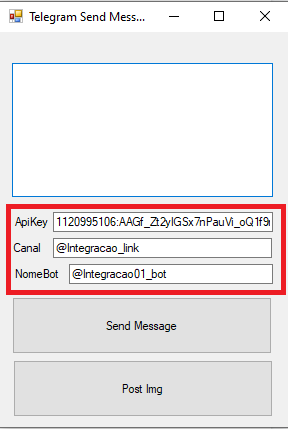 Telegram Send Mess...
ApiKey 1120995106:AAGf_Zt2yIGSx7nPauVi_oQ1f9
Canal @Integracao_link
NomeBot @Integracao01_bot
Send Message
Post Img